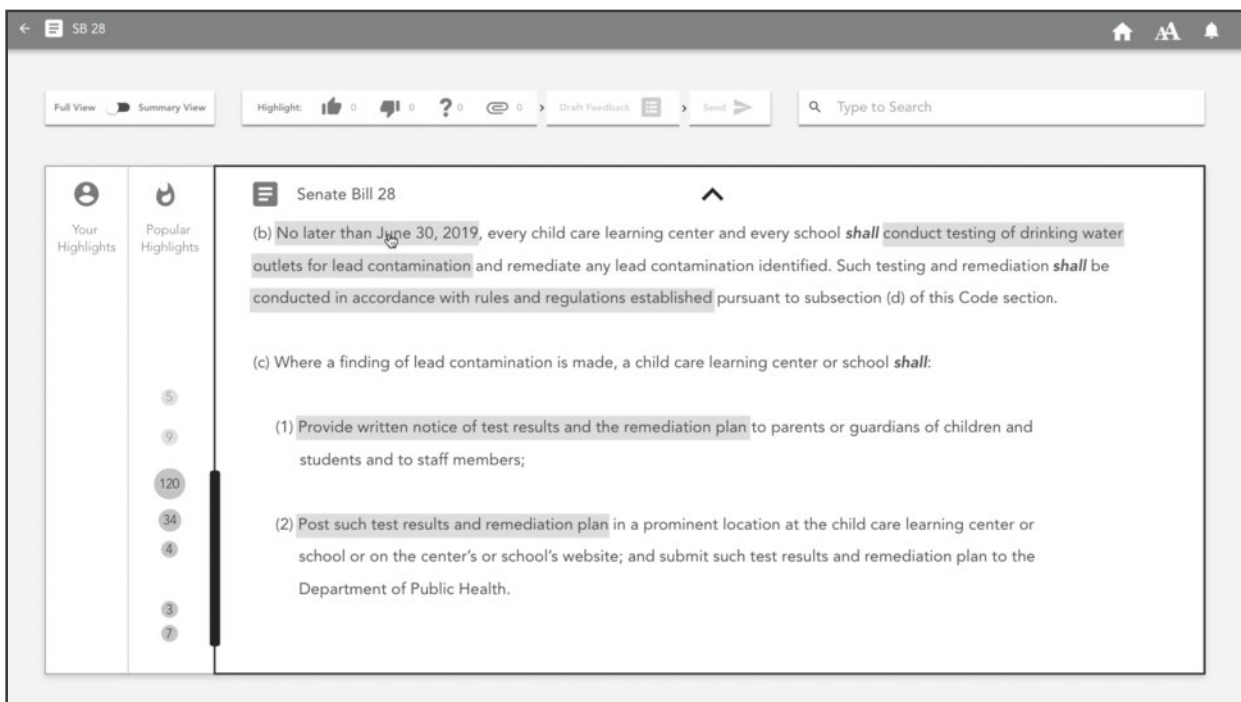 SB 28
Full View Summary View
Highlight: 0 0 ? 0 0 Draft Feedback Send
Type to Search
Your
Highlights
Popular
Highlights
5
9
120
34
4
3
7
Senate Bill 28
(b) No later than June 30, 2019, every child care learning center and every school shall conduct testing of drinking water
outlets for lead contamination and remediate any lead contamination identified. Such testing and remediation shall be
conducted in accordance with rules and regulations established pursuant to subsection (d) of this Code section.
(c) Where a finding of lead contamination is made, a child care learning center or school shall:
(1) Provide written notice of test results and the remediation plan to parents or guardians of children and
students and to staff members;
(2) Post such test results and remediation plan in a prominent location at the child care learning center or
school or on the center's or school's website; and submit such test results and remediation plan to the
Department of Public Health.